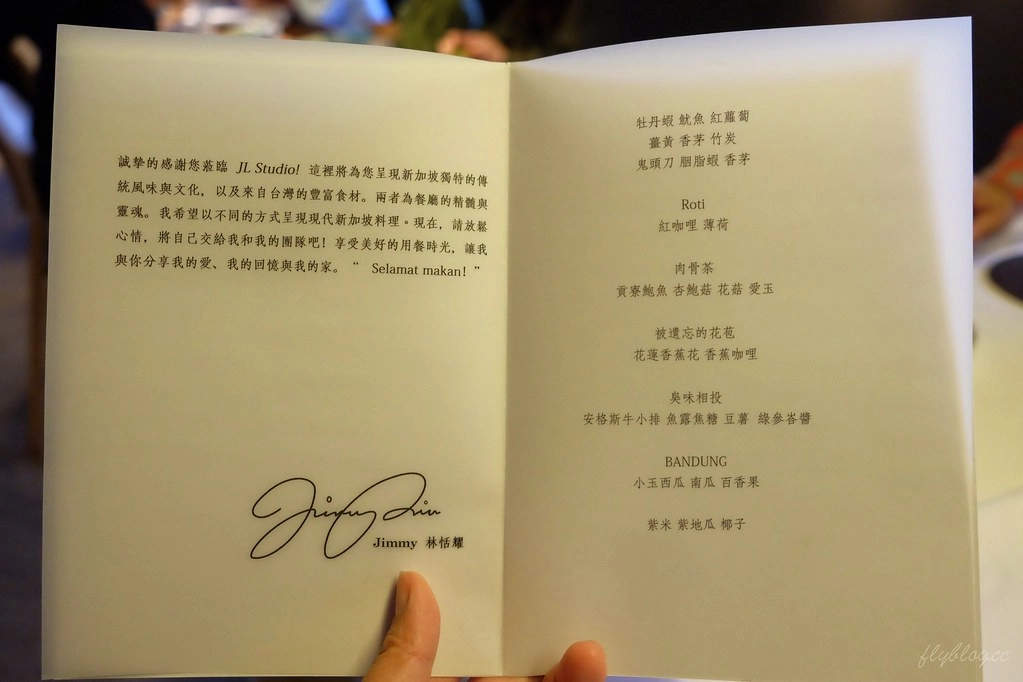 誠摯的感謝您蒞臨 JL Studio! 這裡將為您呈現新加坡獨特的傳
統風味與文化，以及來自台灣的豐富食材。兩者為餐廳的精髓與
靈魂。我希望以不同的方式呈現現代新加坡料理。現在，請放鬆
心情，將自己交給我和我的團隊吧！享受美好的用餐時光，讓我
與你分享我的愛、我的回憶與我的家。“ Selamat makan! ”
Jimmy Lim
Jimmy 林恬耀
牡丹蝦 魷魚 紅蘿蔔
薑黃 香茅 竹炭
鬼頭刀 胭脂蝦 香茅
Roti
紅咖哩 薄荷
肉骨茶
貢寮鮑魚 杏鮑菇 花菇 愛玉
被遺忘的花苞
花蓮香蕉花 香蕉咖哩
臭味相投
安格斯牛小排 魚露焦糖 豆薯 綠參峇醬
BANDUNG
小玉西瓜 南瓜 百香果
紫米 紫地瓜 椰子
flyblog.cc